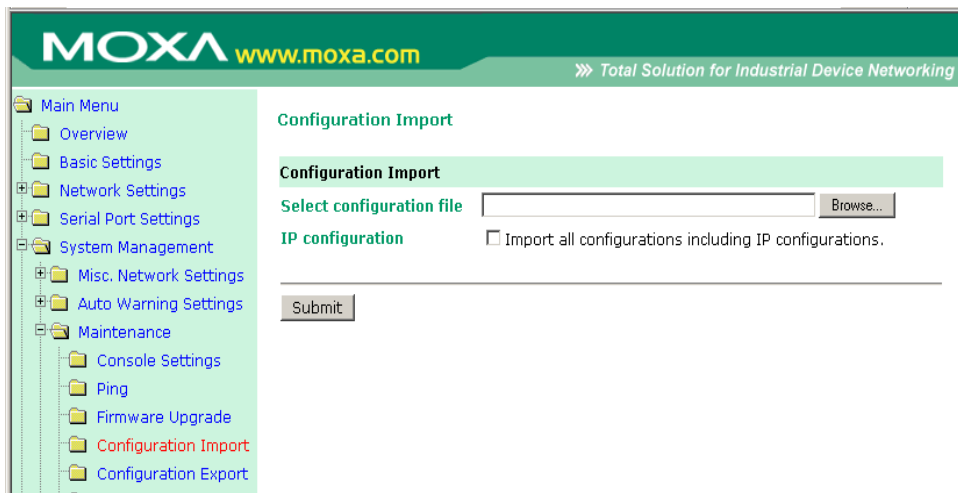 MOXA www.moxa.com
Total Solution for Industrial Device Networking
Main Menu
Overview
Basic Settings
Network Settings
Serial Port Settings
System Management
Misc. Network Settings
Auto Warning Settings
Maintenance
Console Settings
Ping
Firmware Upgrade
Configuration Import
Configuration Export
Configuration Import
Configuration Import
Select configuration file Browse...
IP configuration Import all configurations including IP configurations.
Submit